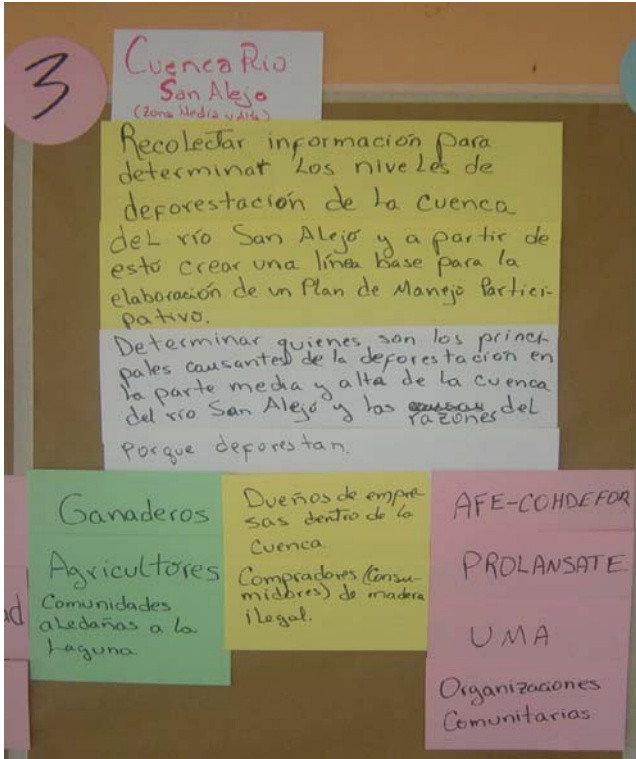 3
Cuenca Rio
San Alejo
(Zona Media y Alta)
Recolectar información para
determinar Los niveles de
deforestación de La cuenca
del río San Alejo y a partir de
esto crear una línea base para la
elaboración de un Plan de Manejo Partici-
pativo.
Determinar quienes son los princi-
pales causantes de la deforestación en
la parte media y alta de la cuenca
del río San Alejo y las razones del
porque deforestan.
Ganaderos
Agricultores
Comunidades
aledañas a la
Laguna
Dueños de empre-
sas dentro de la
Cuenca.
Compradores (Consu-
midores) de madera
ilegal.
AFE-COHDEFOR
PROLANSATE
UMA
Organizaciones
Comunitarias
ad